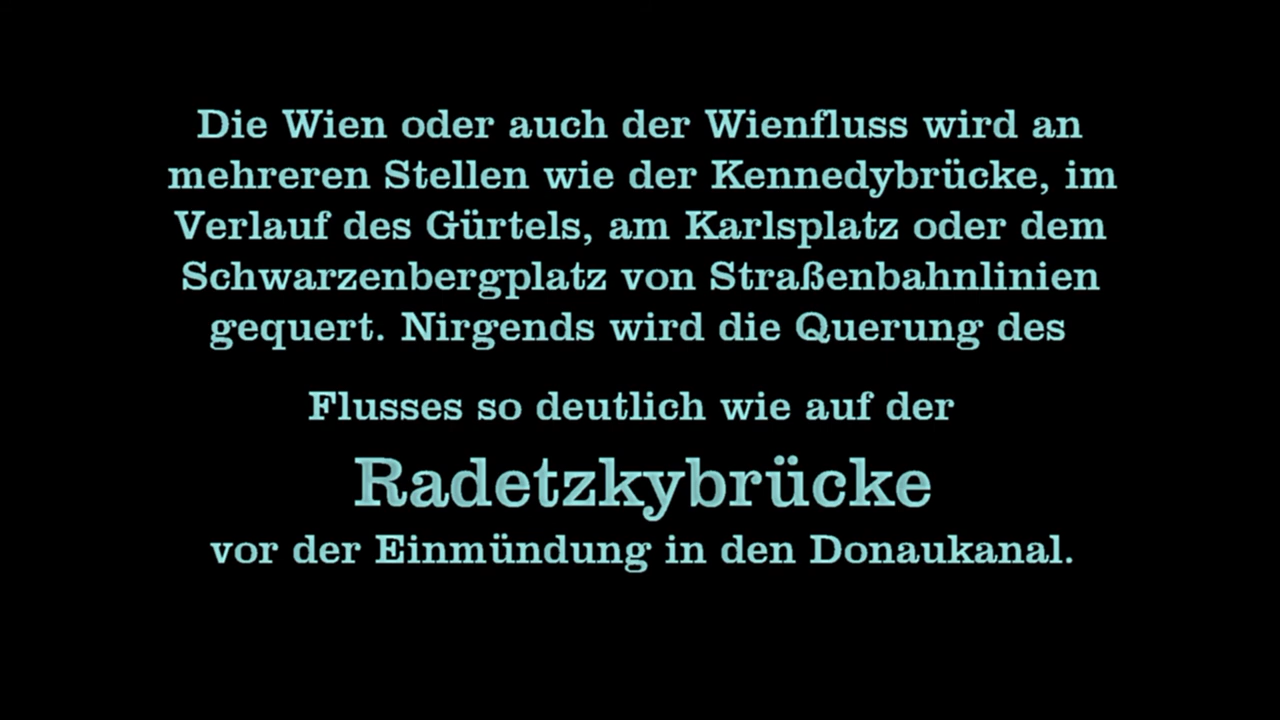 Die Wien oder auch der Wienfluss wird an
mehreren Stellen wie der Kennedybrücke, im
Verlauf des Gürtels, am Karlsplatz oder dem
Schwarzenbergplatz von Straßenbahnlinien
gequert. Nirgends wird die Querung des
Flusses so deutlich wie auf der
Radetzkybrücke
vor der Einmündung in den Donaukanal.